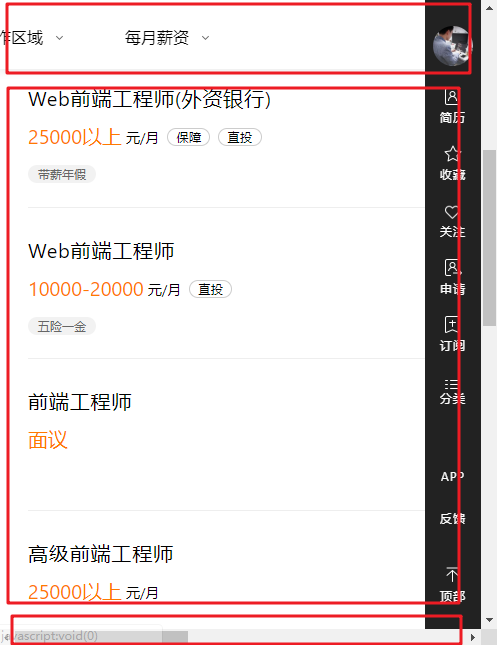 作区域 每月薪资
Web前端工程师(外资银行)
25000以上 元/月 保障 直投
带薪年假
Web前端工程师
10000-20000 元/月 直投
五险一金
前端工程师
面议
高级前端工程师
25000以上 元/月
简历
收藏
关注
申请
订阅
分类
APP
反馈
顶部
javascript:void(0)